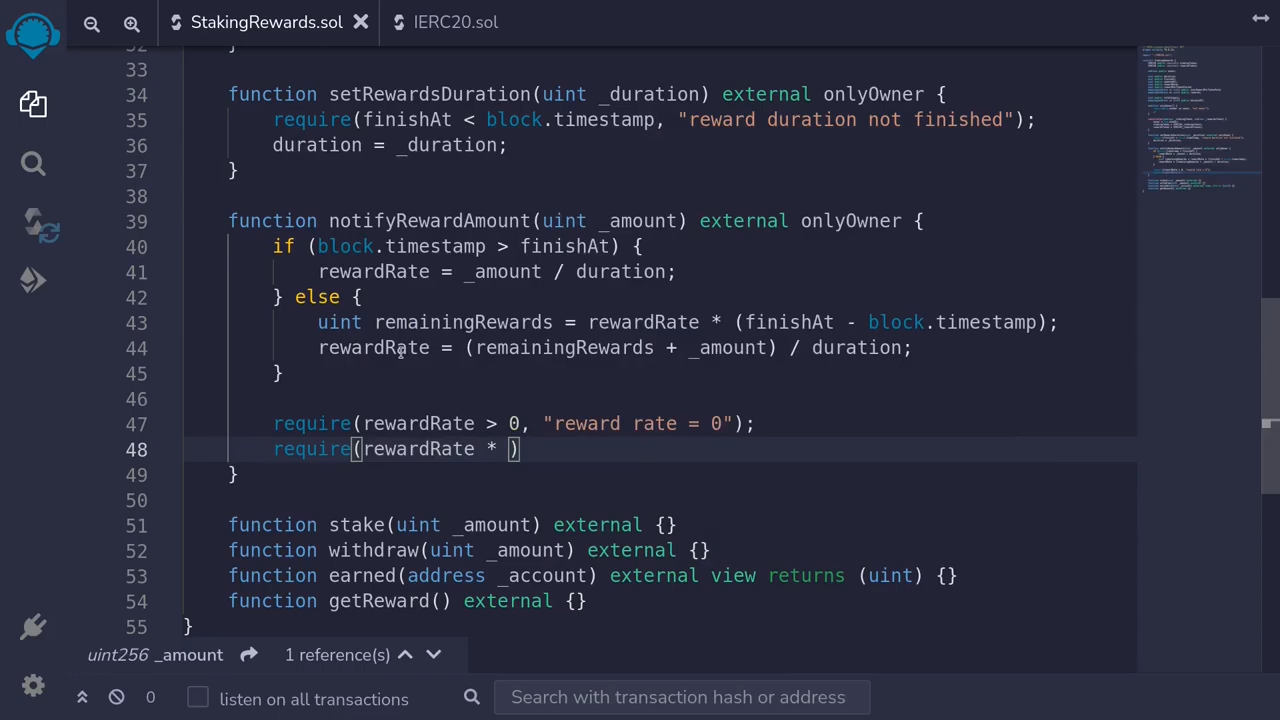 StakingRewards.sol
IERC20.sol
32 }
33
34 function setRewardsDuration(uint _duration) external onlyOwner {
35 require(finishAt < block.timestamp, "reward duration not finished");
36 duration = _duration;
37 }
38
39 function notifyRewardAmount(uint _amount) external onlyOwner {
40 if (block.timestamp > finishAt) {
41 rewardRate = _amount / duration;
42 } else {
43 uint remainingRewards = rewardRate * (finishAt - block.timestamp);
44 rewardRate = (remainingRewards + _amount) / duration;
45 }
46
47 require(rewardRate > 0, "reward rate = 0");
48 require(rewardRate * )
49 }
50
51 function stake(uint _amount) external {}
52 function withdraw(uint _amount) external {}
53 function earned(address _account) external view returns (uint) {}
54 function getReward() external {}
55 }
uint256 _amount 1 reference(s)
0 listen on all transactions Search with transaction hash or address